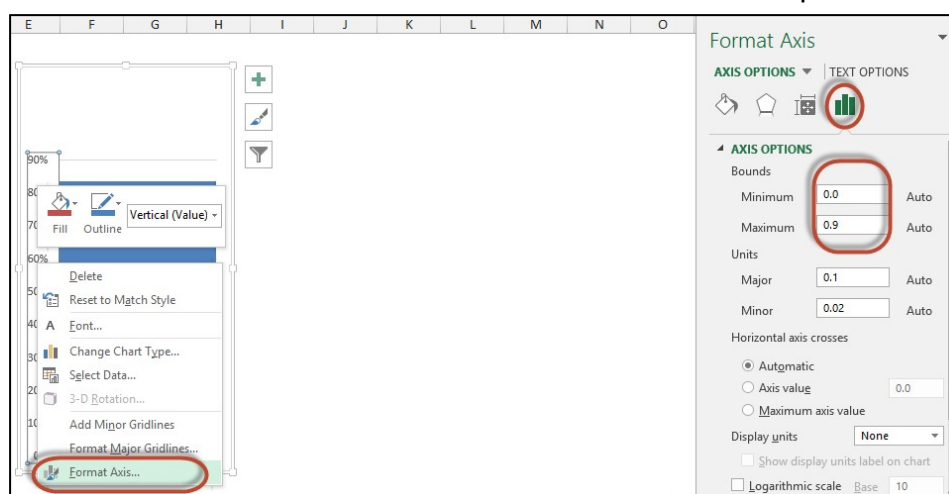 E F G H I J K L M N O
90%
80
Vertical (Value)
70
Fill Outline
60%
Delete
50
Reset to Match Style
40
A Font...
Change Chart Type...
30
Select Data...
20
3-D Rotation...
10
Add Minor Gridlines
Format Major Gridlines...
0
Format Axis...
Format Axis
AXIS OPTIONS TEXT OPTIONS
AXIS OPTIONS
Bounds
Minimum 0.0 Auto
Maximum 0.9 Auto
Units
Major 0.1 Auto
Minor 0.02 Auto
Horizontal axis crosses
Automatic
Axis value 0.0
Maximum axis value
Display units None
Show display units label on chart
Logarithmic scale Base 10